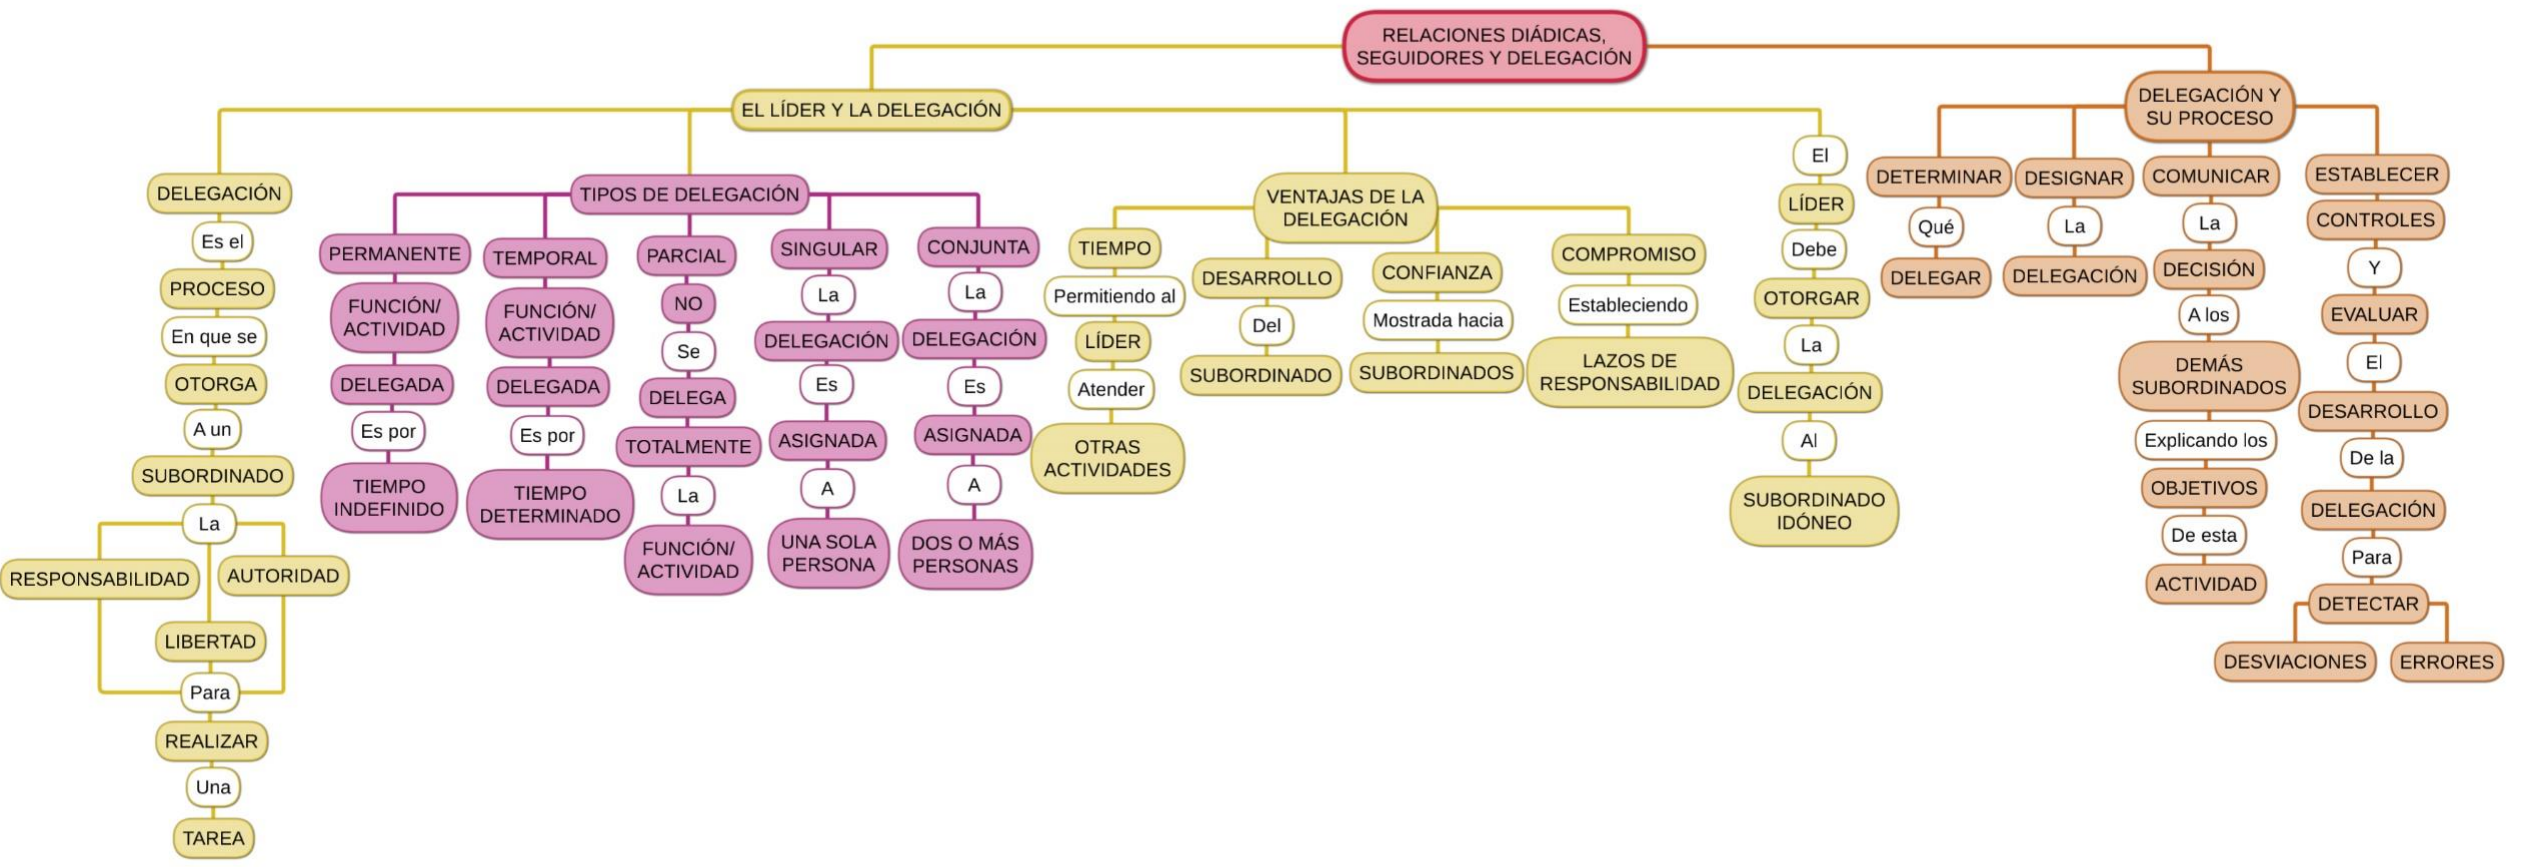 RELACIONES DIÁDICAS,
SEGUIDORES Y DELEGACIÓN
EL LÍDER Y LA DELEGACIÓN
DELEGACIÓN
Es el
PROCESO
En que se
OTORGA
A un
SUBORDINADO
La
RESPONSABILIDAD
AUTORIDAD
LIBERTAD
Para
REALIZAR
Una
TAREA
TIPOS DE DELEGACIÓN
PERMANENTE
FUNCIÓN/
ACTIVIDAD
DELEGADA
Es por
TIEMPO
INDEFINIDO
TEMPORAL
FUNCIÓN/
ACTIVIDAD
DELEGADA
Es por
TIEMPO
DETERMINADO
PARCIAL
NO
Se
DELEGA
TOTALMENTE
La
FUNCIÓN/
ACTIVIDAD
SINGULAR
La
DELEGACIÓN
Es
ASIGNADA
A
UNA SOLA
PERSONA
CONJUNTA
La
DELEGACIÓN
Es
ASIGNADA
A
DOS O MÁS
PERSONAS
VENTAJAS DE LA
DELEGACIÓN
TIEMPO
Permitiendo al
LÍDER
Atender
OTRAS
ACTIVIDADES
DESARROLLO
Del
SUBORDINADO
CONFIANZA
Mostrada hacia
SUBORDINADOS
COMPROMISO
Estableciendo
LAZOS DE
RESPONSABILIDAD
El
LÍDER
Debe
OTORGAR
La
DELEGACIÓN
Al
SUBORDINADO
IDÓNEO
DELEGACIÓN Y
SU PROCESO
DETERMINAR
Qué
DELEGAR
DESIGNAR
La
DELEGACIÓN
COMUNICAR
La
DECISIÓN
A los
DEMÁS
SUBORDINADOS
Explicando los
OBJETIVOS
De esta
ACTIVIDAD
ESTABLECER
CONTROLES
Y
EVALUAR
El
DESARROLLO
De la
DELEGACIÓN
Para
DETECTAR
DESVIACIONES
ERRORES